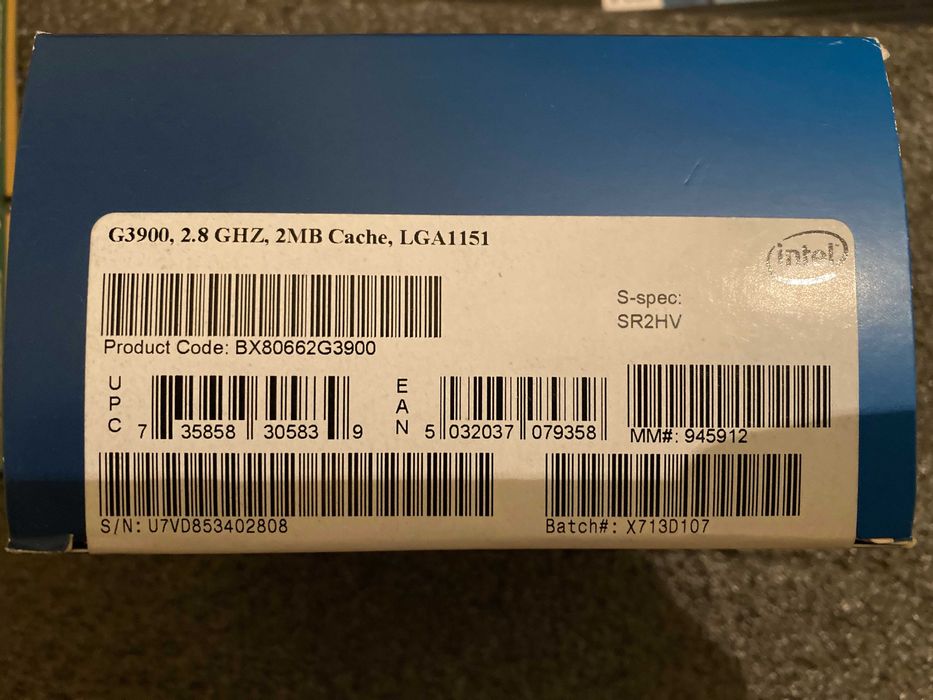 G3900, 2.8 GHZ, 2MB Cache, LGA1151
intel
S-spec:
SR2HV
Product Code: BX80662G3900
UPC 7 35858 30583 9
EAN 5 032037 079358
MM#: 945912
S/N: U7VD853402808
Batch#: X713D107